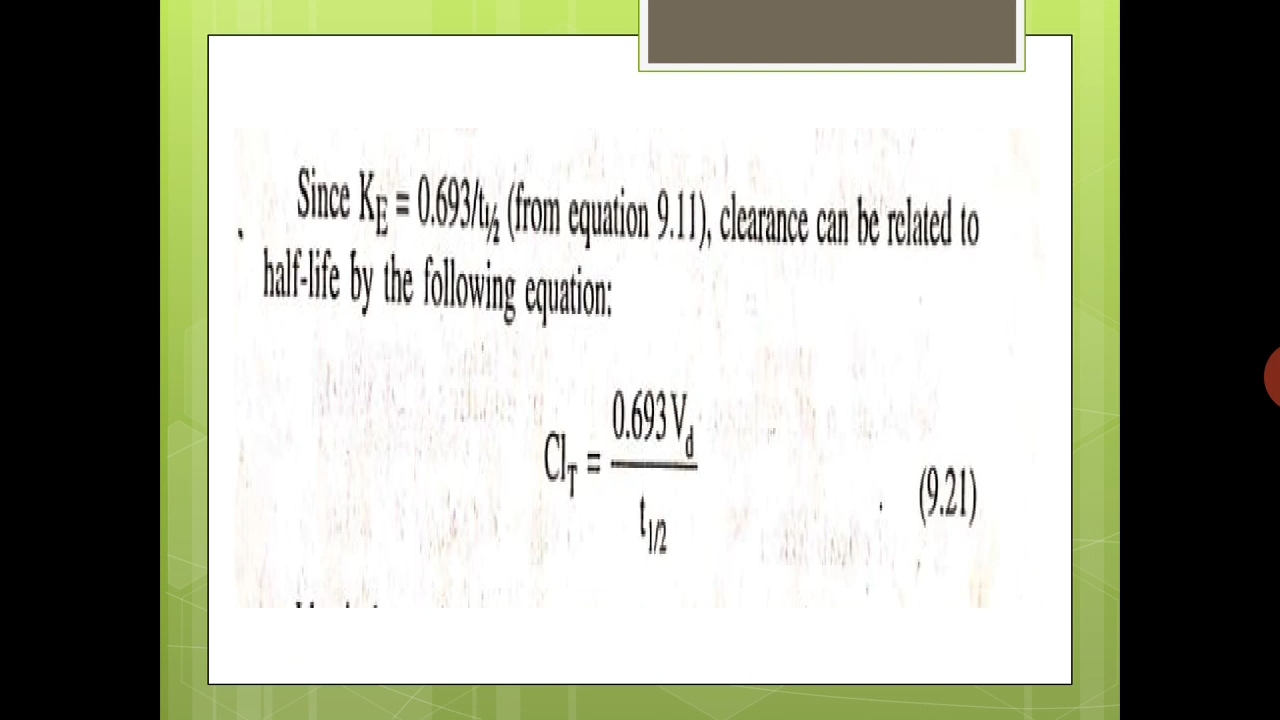 Since K_E = 0.693/t_1/2 (from equation 9.11), clearance can be related to
half-life by the following equation:
Cl_T = 0.693 V_d / t_1/2 (9.21)